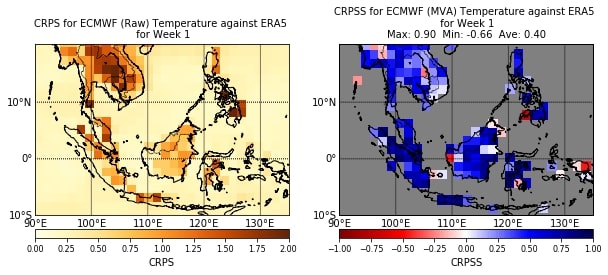 CRPS for ECMWF (Raw) Temperature against ERA5
for Week 1
10°N
0°
10°S
90°E 100°E 110°E 120°E 130°E
0.00 0.25 0.50 0.75 1.00 1.25 1.50 1.75 2.00
CRPS
CRPSS for ECMWF (MVA) Temperature against ERA5
for Week 1
Max: 0.90 Min: -0.66 Ave: 0.40
10°N
0°
10°S
90°E 100°E 110°E 120°E 130°E
−1.00 −0.75 −0.50 −0.25 0.00 0.25 0.50 0.75 1.00
CRPSS